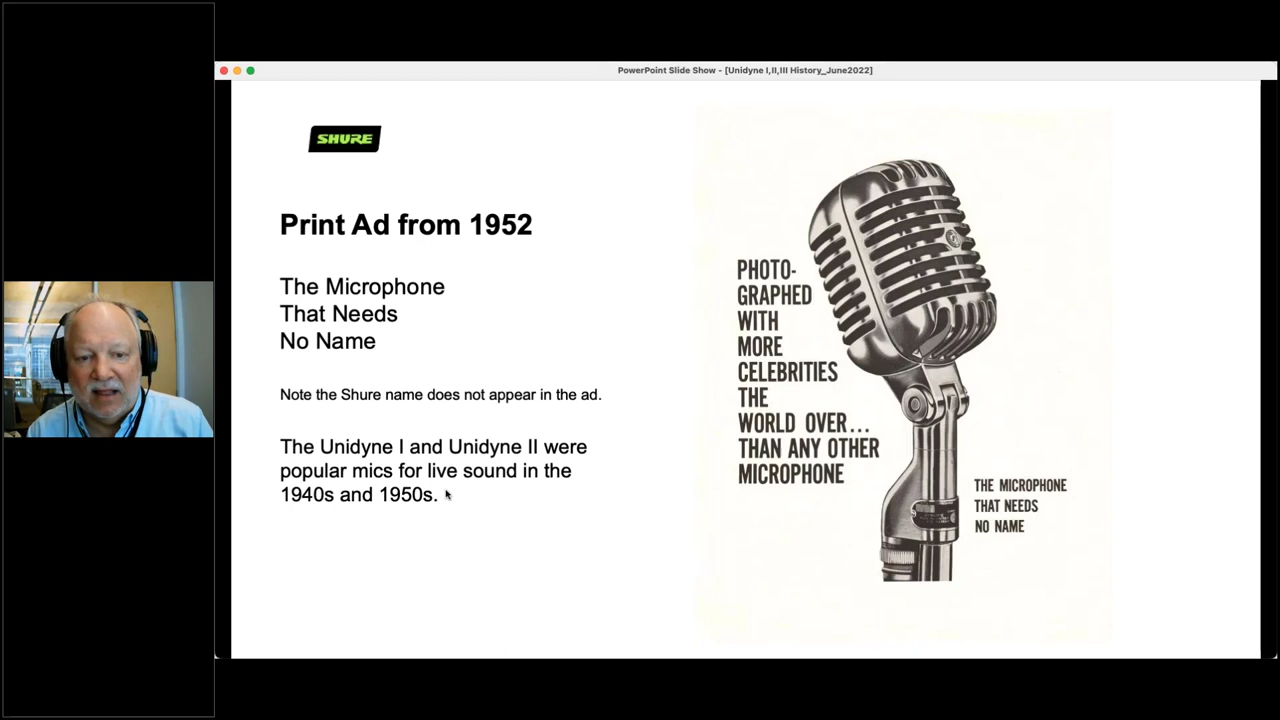 PowerPoint Slide Show - [Unidyne I,II,III History_June2022]
SHURE
Print Ad from 1952
The Microphone
That Needs
No Name
Note the Shure name does not appear in the ad.
The Unidyne I and Unidyne II were
popular mics for live sound in the
1940s and 1950s.
PHOTO-
GRAPHED
WITH
MORE
CELEBRITIES
THE
WORLD OVER...
THAN ANY OTHER
MICROPHONE
THE MICROPHONE
THAT NEEDS
NO NAME